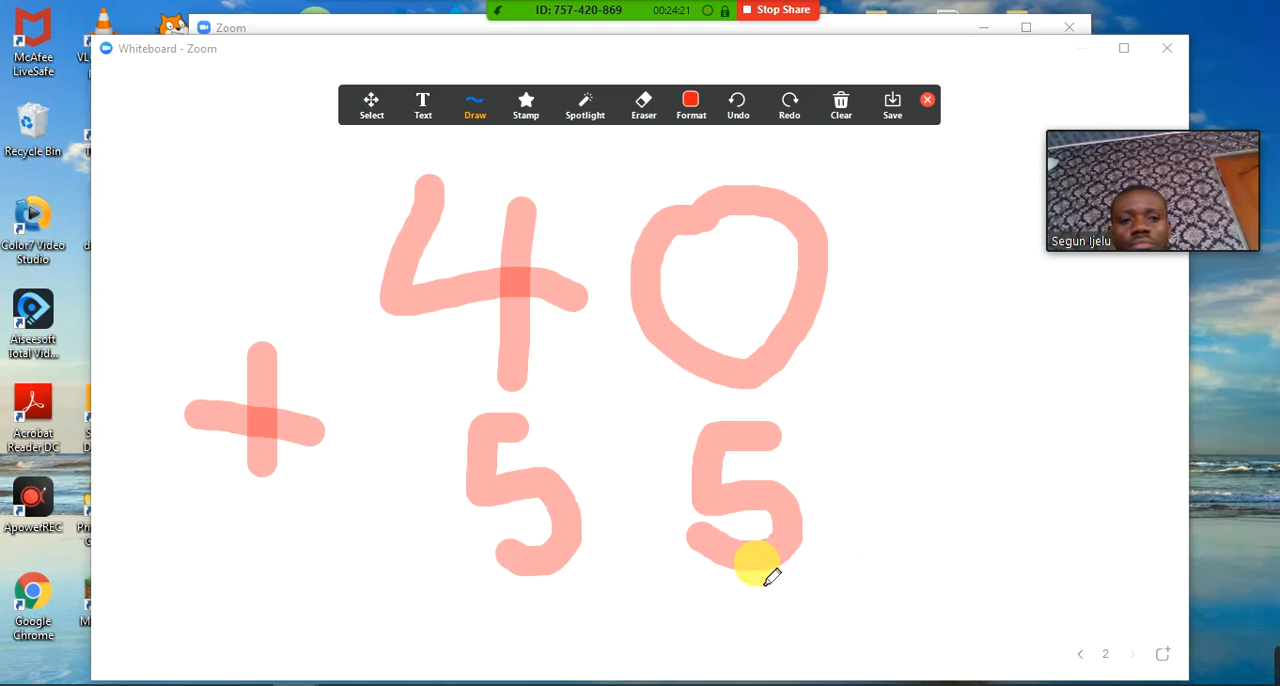 ID: 757-420-869 00:24:21 Stop Share
Zoom
Whiteboard - Zoom
Select Text Draw Stamp Spotlight Eraser Format Undo Redo Clear Save
40
+
55
Segun Ijelu
McAfee
LiveSafe
VL
Recycle Bin
Color7 Video
Studio
Aiseesoft
Total Vid...
Acrobat
Reader DC
ApowerREC
Google
Chrome
2